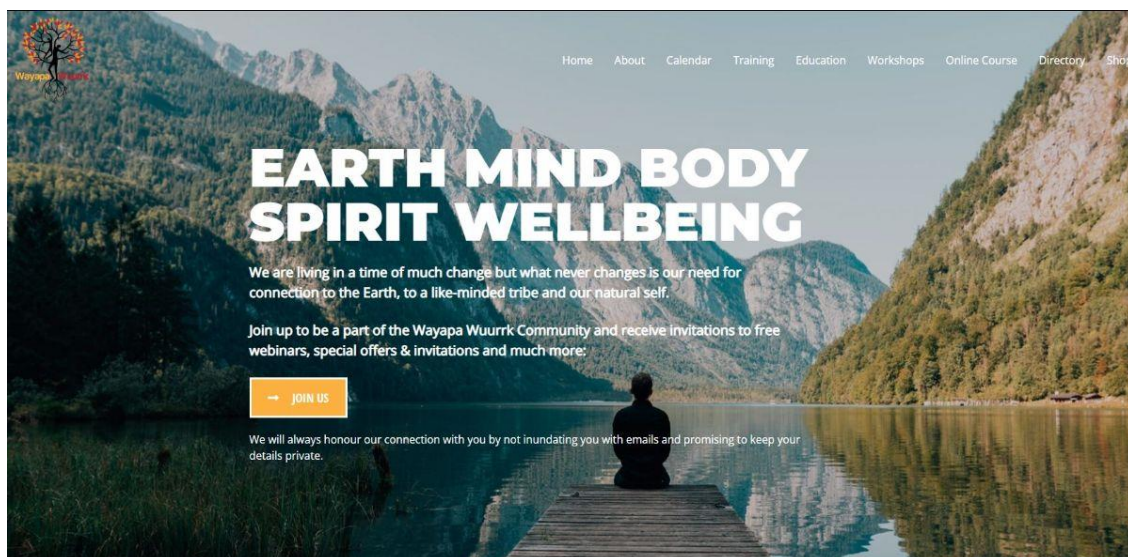 Wayapa Wuurrk
Home About Calendar Training Education Workshops Online Course Directory Shop
EARTH MIND BODY
SPIRIT WELLBEING
We are living in a time of much change but what never changes is our need for
connection to the Earth, to a like-minded tribe and our natural self.
Join up to be a part of the Wayapa Wuurrk Community and receive invitations to free
webinars, special offers & invitations and much more:
→ JOIN US
We will always honour our connection with you by not inundating you with emails and promising to keep your
details private.